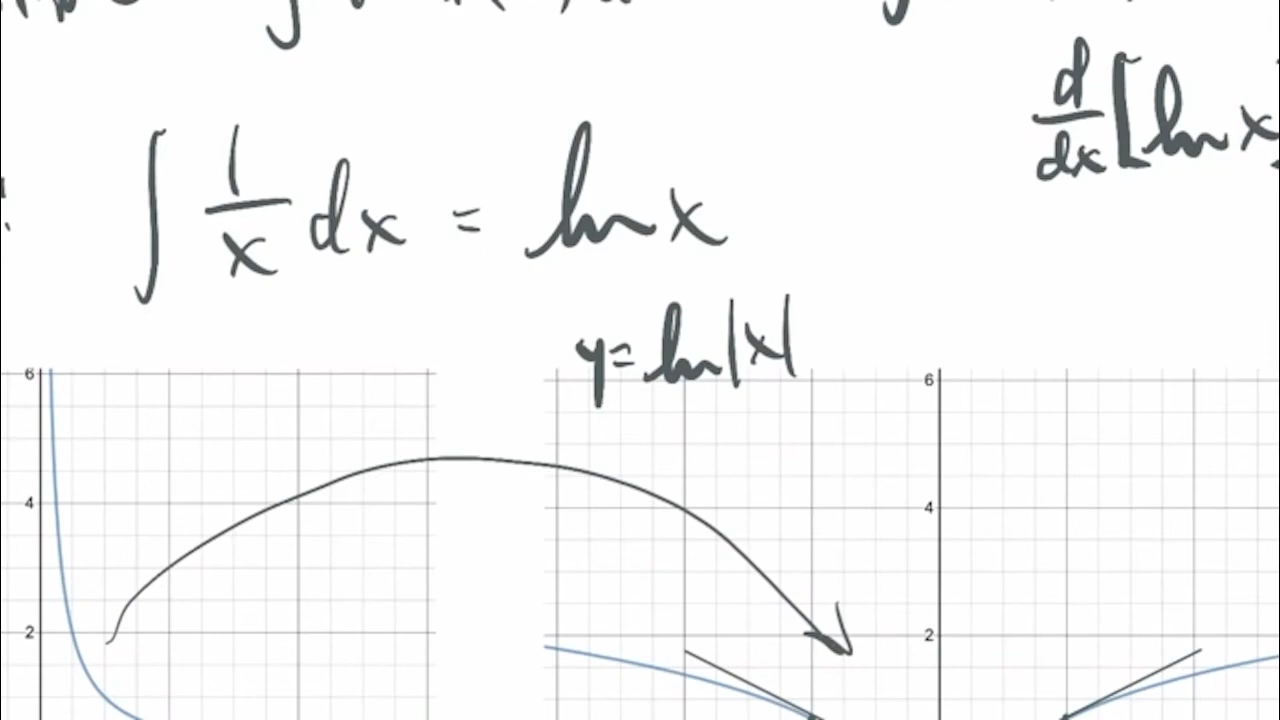 d/dx [ln x]
∫ 1/x dx = ln x
y = ln|x|
6 6
4 4
2 2